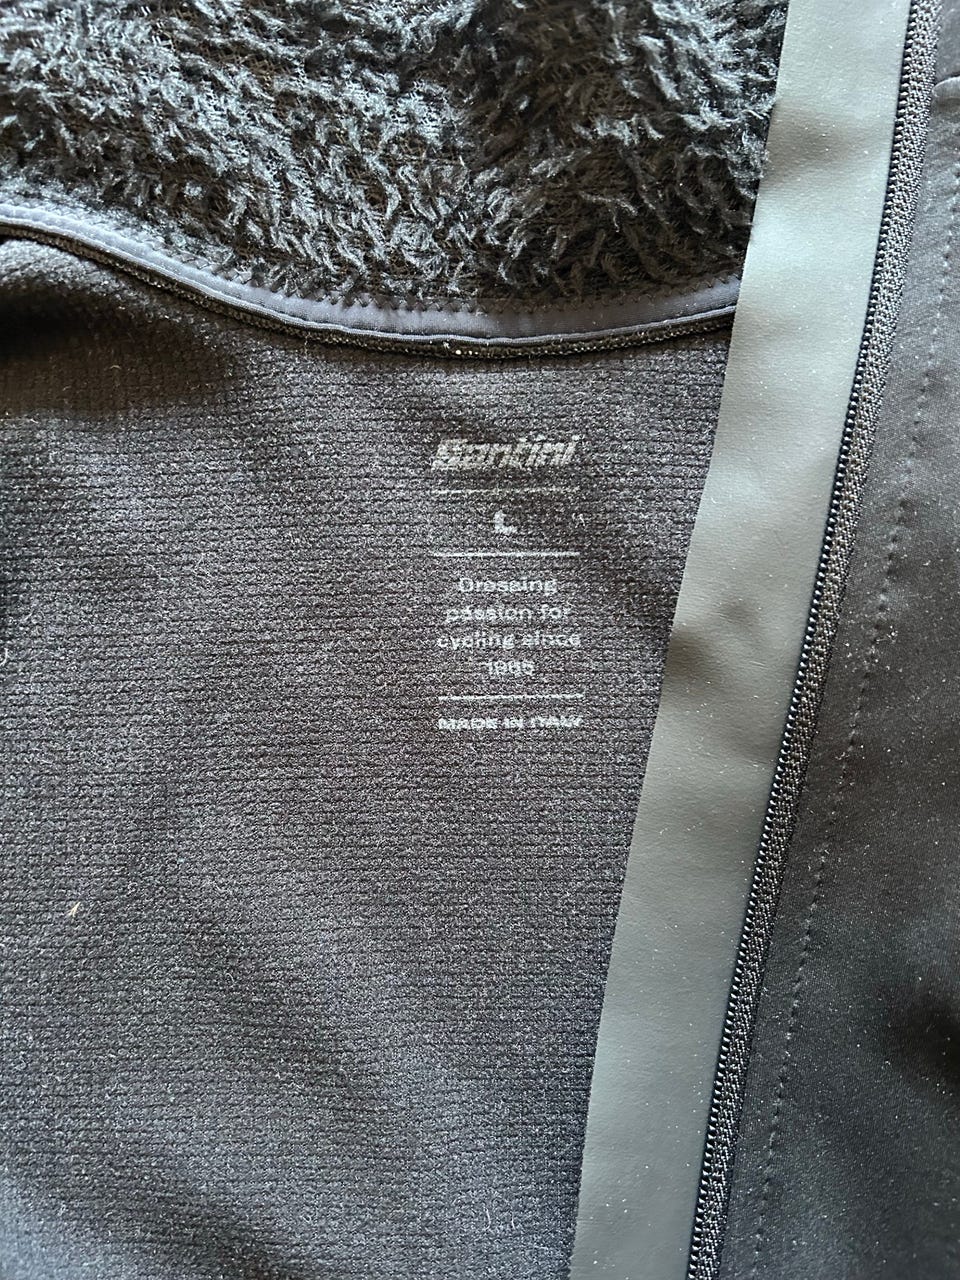 Santini
L
Dressing
passion for
cycling since
1965
MADE IN ITALY